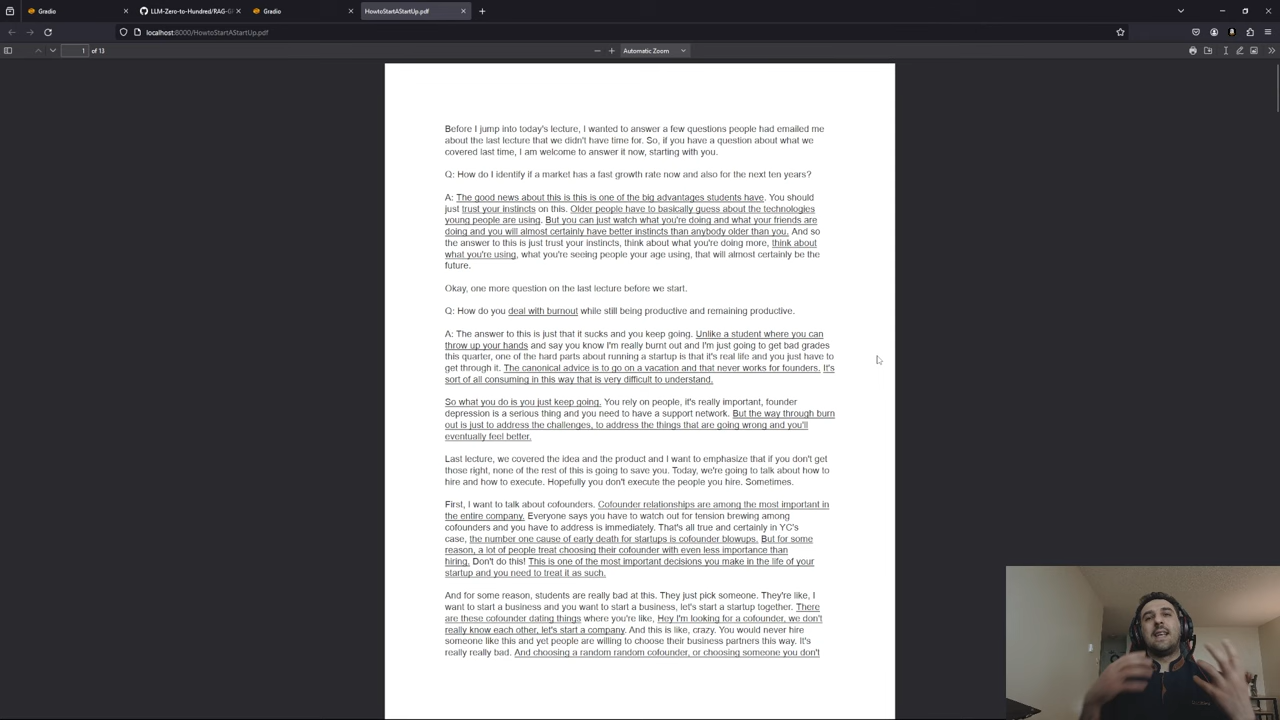 Gradio
LLM-Zero-to-Hundred/RAG-G
Gradio
HowtoStartAStartUp.pdf
localhost:8000/HowtoStartAStartUp.pdf
1 of 13
Automatic Zoom
Before I jump into today's lecture, I wanted to answer a few questions people had emailed me
about the last lecture that we didn't have time for. So, if you have a question about what we
covered last time, I am welcome to answer it now, starting with you.
Q: How do I identify if a market has a fast growth rate now and also for the next ten years?
A: The good news about this is this is one of the big advantages students have. You should
just trust your instincts on this. Older people have to basically guess about the technologies
young people are using. But you can just watch what you're doing and what your friends are
doing and you will almost certainly have better instincts than anybody older than you. And so
the answer to this is just trust your instincts, think about what you're doing more, think about
what you're using, what you're seeing people your age using, that will almost certainly be the
future.
Okay, one more question on the last lecture before we start.
Q: How do you deal with burnout while still being productive and remaining productive.
A: The answer to this is just that it sucks and you keep going. Unlike a student where you can
throw up your hands and say you know I'm really burnt out and I'm just going to get bad grades
this quarter, one of the hard parts about running a startup is that it's real life and you just have to
get through it. The canonical advice is to go on a vacation and that never works for founders. It's
sort of all consuming in this way that is very difficult to understand.
So what you do is you just keep going. You rely on people, it's really important, founder
depression is a serious thing and you need to have a support network. But the way through burn
out is just to address the challenges, to address the things that are going wrong and you'll
eventually feel better.
Last lecture, we covered the idea and the product and I want to emphasize that if you don't get
those right, none of the rest of this is going to save you. Today, we're going to talk about how to
hire and how to execute. Hopefully you don't execute the people you hire. Sometimes.
First, I want to talk about cofounders. Cofounder relationships are among the most important in
the entire company. Everyone says you have to watch out for tension brewing among
cofounders and you have to address is immediately. That's all true and certainly in YC's
case, the number one cause of early death for startups is cofounder blowups. But for some
reason, a lot of people treat choosing their cofounder with even less importance than
hiring. Don't do this! This is one of the most important decisions you make in the life of your
startup and you need to treat it as such.
And for some reason, students are really bad at this. They just pick someone. They're like, I
want to start a business and you want to start a business, let's start a startup together. There
are these cofounder dating things where you're like, Hey I'm looking for a cofounder, we don't
really know each other, let's start a company. And this is like, crazy. You would never hire
someone like this and yet people are willing to choose their business partners this way. It's
really really bad. And choosing a random random cofounder, or choosing someone you don't